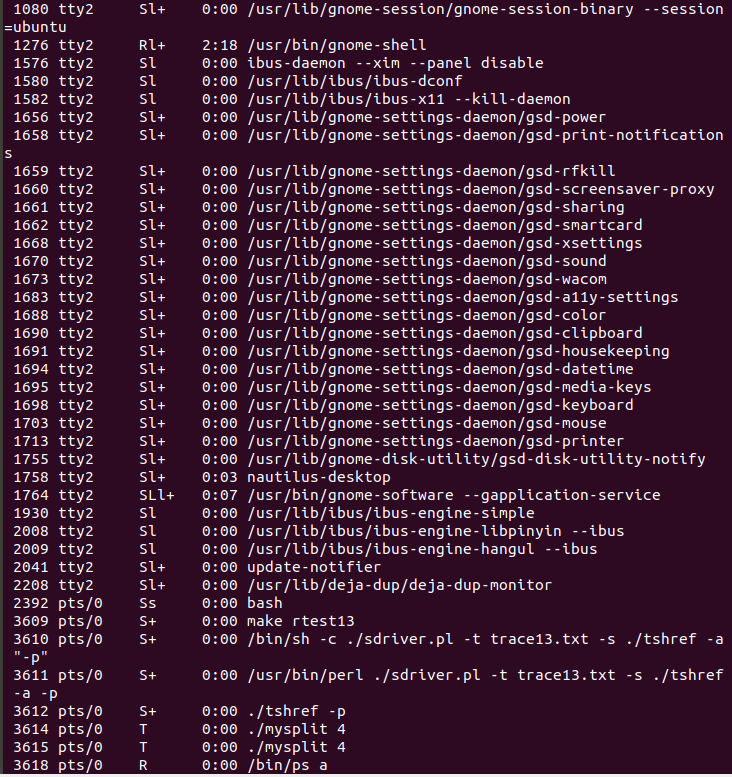 1080 tty2     Sl+    0:00 /usr/lib/gnome-session/gnome-session-binary --session
=ubuntu
1276 tty2     Rl+    2:18 /usr/bin/gnome-shell
1576 tty2     Sl     0:00 ibus-daemon --xim --panel disable
1580 tty2     Sl     0:00 /usr/lib/ibus/ibus-dconf
1582 tty2     Sl     0:00 /usr/lib/ibus/ibus-x11 --kill-daemon
1656 tty2     Sl+    0:00 /usr/lib/gnome-settings-daemon/gsd-power
1658 tty2     Sl+    0:00 /usr/lib/gnome-settings-daemon/gsd-print-notification
s
1659 tty2     Sl+    0:00 /usr/lib/gnome-settings-daemon/gsd-rfkill
1660 tty2     Sl+    0:00 /usr/lib/gnome-settings-daemon/gsd-screensaver-proxy
1661 tty2     Sl+    0:00 /usr/lib/gnome-settings-daemon/gsd-sharing
1662 tty2     Sl+    0:00 /usr/lib/gnome-settings-daemon/gsd-smartcard
1668 tty2     Sl+    0:00 /usr/lib/gnome-settings-daemon/gsd-xsettings
1670 tty2     Sl+    0:00 /usr/lib/gnome-settings-daemon/gsd-sound
1673 tty2     Sl+    0:00 /usr/lib/gnome-settings-daemon/gsd-wacom
1683 tty2     Sl+    0:00 /usr/lib/gnome-settings-daemon/gsd-a11y-settings
1688 tty2     Sl+    0:00 /usr/lib/gnome-settings-daemon/gsd-color
1690 tty2     Sl+    0:00 /usr/lib/gnome-settings-daemon/gsd-clipboard
1691 tty2     Sl+    0:00 /usr/lib/gnome-settings-daemon/gsd-housekeeping
1694 tty2     Sl+    0:00 /usr/lib/gnome-settings-daemon/gsd-datetime
1695 tty2     Sl+    0:00 /usr/lib/gnome-settings-daemon/gsd-media-keys
1698 tty2     Sl+    0:00 /usr/lib/gnome-settings-daemon/gsd-keyboard
1703 tty2     Sl+    0:00 /usr/lib/gnome-settings-daemon/gsd-mouse
1713 tty2     Sl+    0:00 /usr/lib/gnome-settings-daemon/gsd-printer
1755 tty2     Sl+    0:00 /usr/lib/gnome-disk-utility/gsd-disk-utility-notify
1758 tty2     Sl+    0:03 nautilus-desktop
1764 tty2     SLl+   0:07 /usr/bin/gnome-software --gapplication-service
1930 tty2     Sl     0:00 /usr/lib/ibus/ibus-engine-simple
2008 tty2     Sl     0:00 /usr/lib/ibus/ibus-engine-libpinyin --ibus
2009 tty2     Sl     0:00 /usr/lib/ibus/ibus-engine-hangul --ibus
2041 tty2     Sl+    0:00 update-notifier
2208 tty2     Sl+    0:00 /usr/lib/deja-dup/deja-dup-monitor
2392 pts/0    Ss     0:00 bash
3609 pts/0    S+     0:00 make rtest13
3610 pts/0    S+     0:00 /bin/sh -c ./sdriver.pl -t trace13.txt -s ./tshref -a
"-p"
3611 pts/0    S+     0:00 /usr/bin/perl ./sdriver.pl -t trace13.txt -s ./tshref
-a -p
3612 pts/0    S+     0:00 ./tshref -p
3614 pts/0    T      0:00 ./mysplit 4
3615 pts/0    T      0:00 ./mysplit 4
3618 pts/0    R      0:00 /bin/ps a